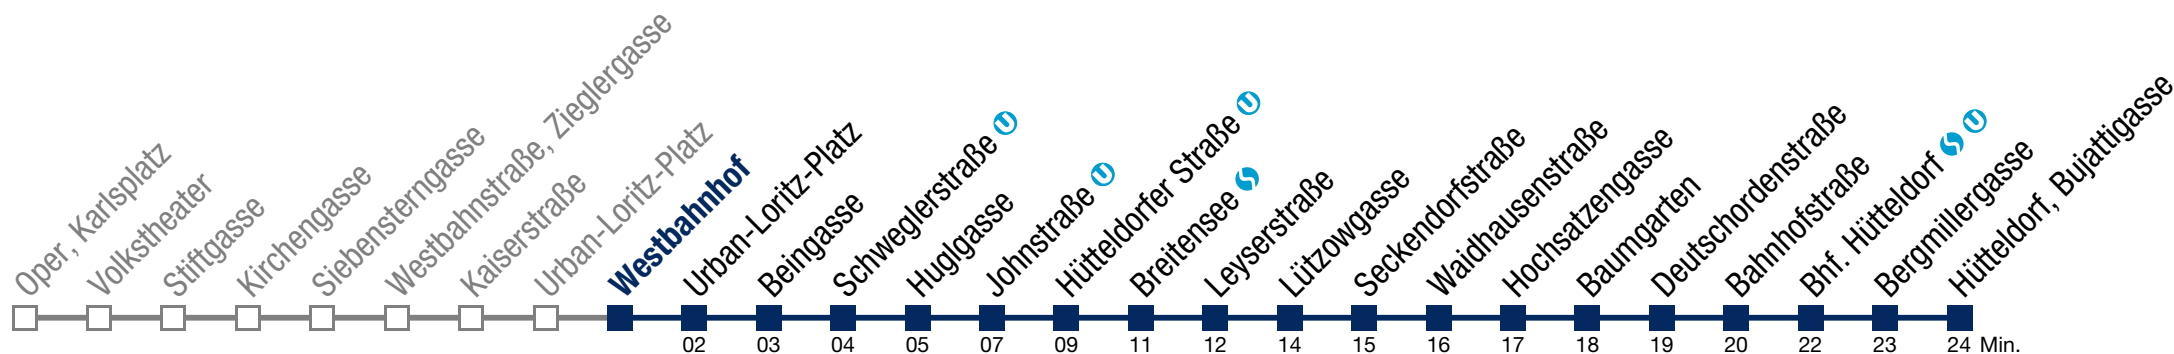 Oper, Karlsplatz
Volkstheater
Stiftgasse
Kirchengasse
Siebensterngasse
Westbahnstraße, Zieglergasse
Kaiserstraße
Urban-Loritz-Platz
Westbahnhof
Urban-Loritz-Platz
Beingasse
Schweglerstraße U
Huglgasse
Johnstraße U
Hütteldorfer Straße U
Breitensee S
Leyserstraße
Lützowgasse
Seckendorfstraße
Waidhausenstraße
Hochsatzengasse
Baumgarten
Deutschordenstraße
Bahnhofstraße
Bhf. Hütteldorf S U
Bergmillergasse
Hütteldorf, Bujattigasse
02 03 04 05 07 09 11 12 14 15 16 17 18 19 20 22 23 24 Min.